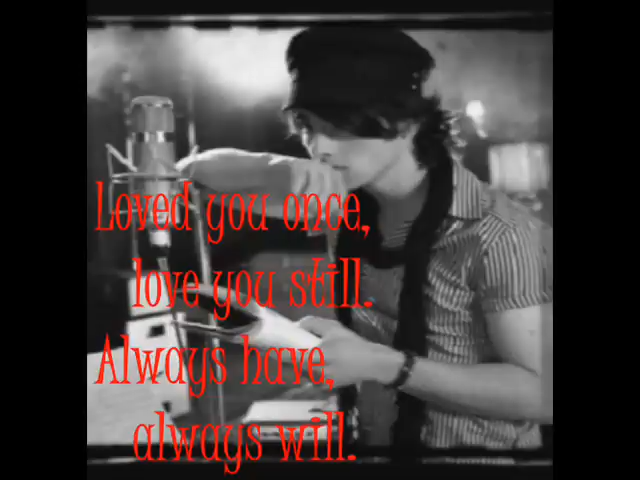 Loved you once,
love you still.
Always have,
always will.